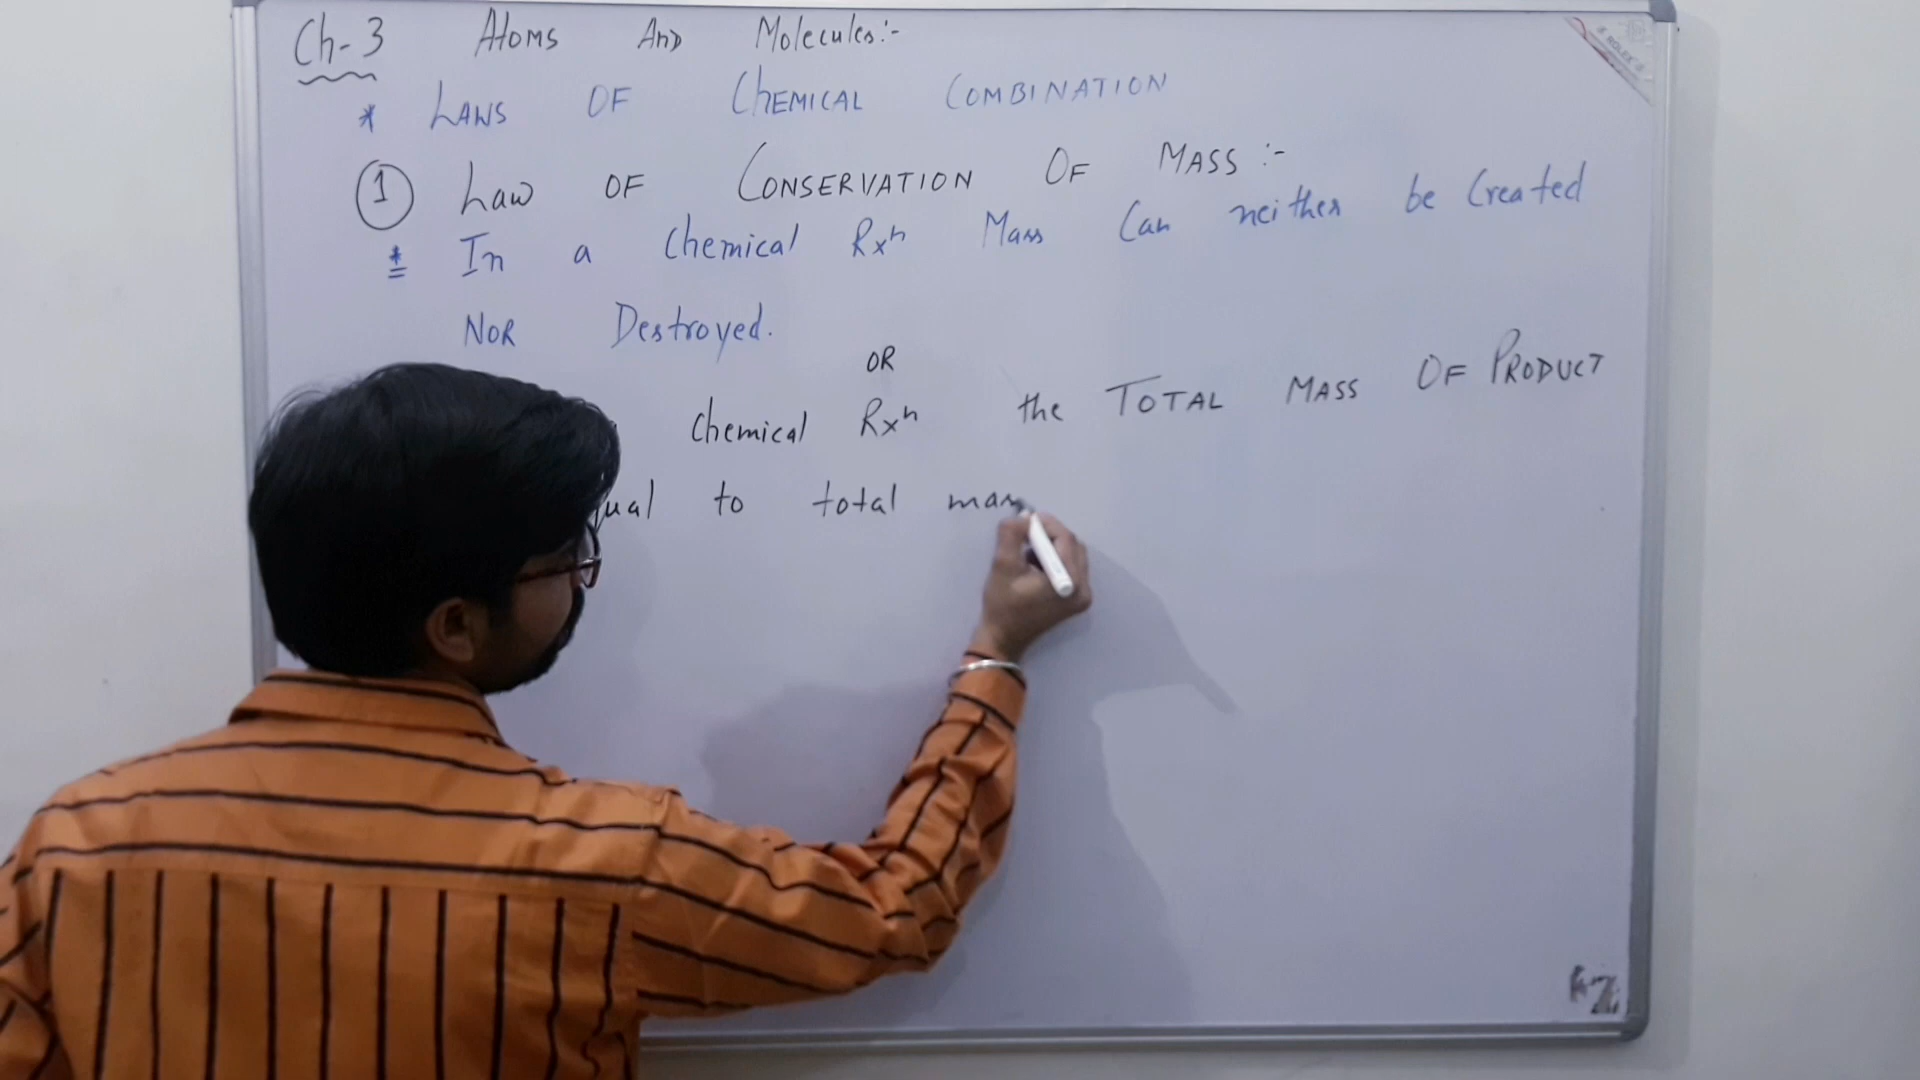 Ch-3 Atoms And Molecules:-
* LAWS OF CHEMICAL COMBINATION
1 Law OF CONSERVATION OF MASS :-
* In a Chemical Rxn Mass Can neither be Created
NOR Destroyed.
OR
Chemical Rxn the TOTAL MASS OF PRODUCT
to total mass